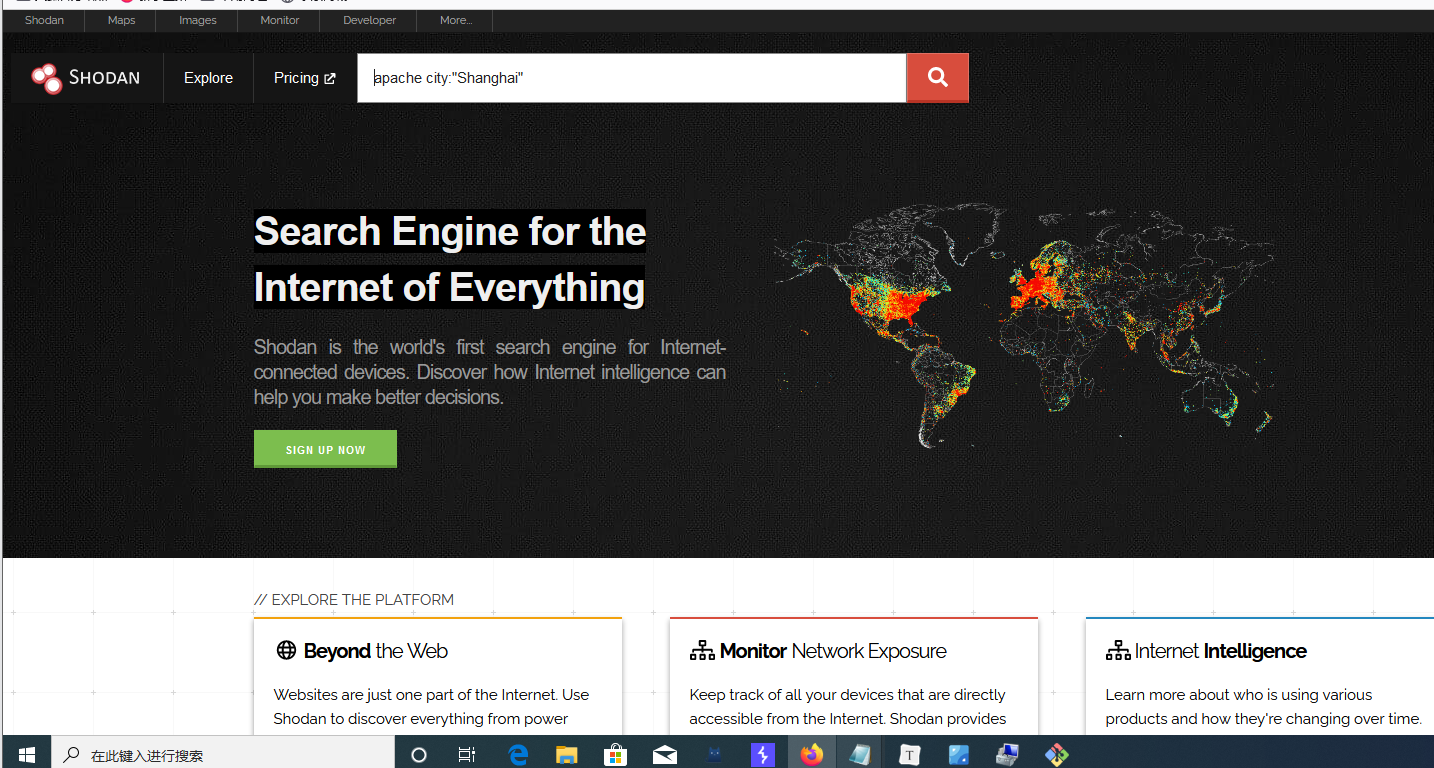 Shodan Maps Images Monitor Developer More...
SHODAN Explore Pricing apache city:"Shanghai"
Search Engine for the
Internet of Everything
Shodan is the world's first search engine for Internet-
connected devices. Discover how Internet intelligence can
help you make better decisions.
SIGN UP NOW
// EXPLORE THE PLATFORM
Beyond the Web
Websites are just one part of the Internet. Use
Shodan to discover everything from power
Monitor Network Exposure
Keep track of all your devices that are directly
accessible from the Internet. Shodan provides
Internet Intelligence
Learn more about who is using various
products and how they're changing over time.
在此键入进行搜索
T